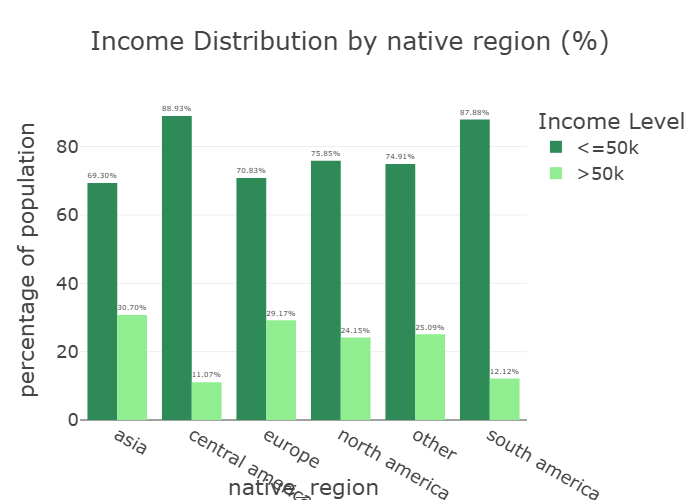 Income Distribution by native region (%)
percentage of population
80
60
40
20
0
69.30%
30.70%
88.93%
11.07%
70.83%
29.17%
75.85%
24.15%
74.91%
25.09%
87.88%
12.12%
asia
central america
europe
north america
other
south america
native_region
Income Level
<=50k
>50k